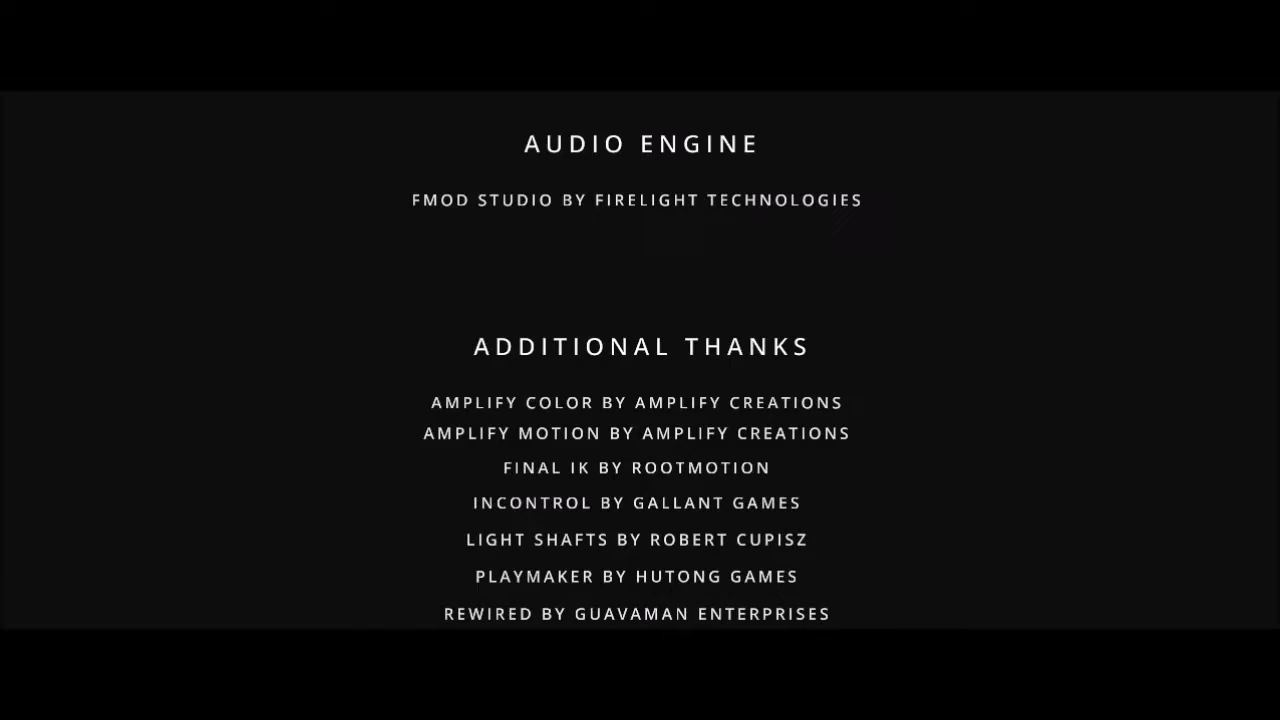 AUDIO ENGINE
FMOD STUDIO BY FIRELIGHT TECHNOLOGIES
ADDITIONAL THANKS
AMPLIFY COLOR BY AMPLIFY CREATIONS
AMPLIFY MOTION BY AMPLIFY CREATIONS
FINAL IK BY ROOTMOTION
INCONTROL BY GALLANT GAMES
LIGHT SHAFTS BY ROBERT CUPISZ
PLAYMAKER BY HUTONG GAMES
REWIRED BY GUAVAMAN ENTERPRISES